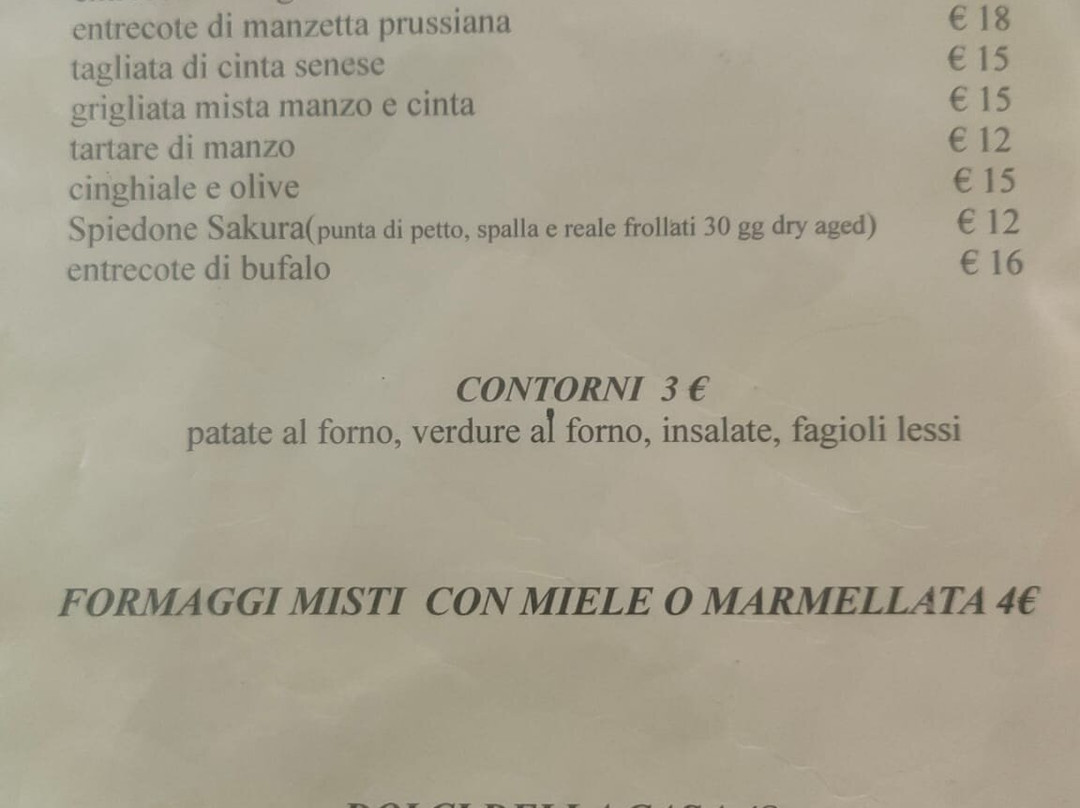 entrecote di manzetta prussiana € 18
tagliata di cinta senese € 15
grigliata mista manzo e cinta € 15
tartare di manzo € 12
cinghiale e olive € 15
Spiedone Sakura(punta di petto, spalla e reale frollati 30 gg dry aged) € 12
entrecote di bufalo € 16
CONTORNI 3 €
patate al forno, verdure al forno, insalate, fagioli lessi
FORMAGGI MISTI CON MIELE O MARMELLATA 4€